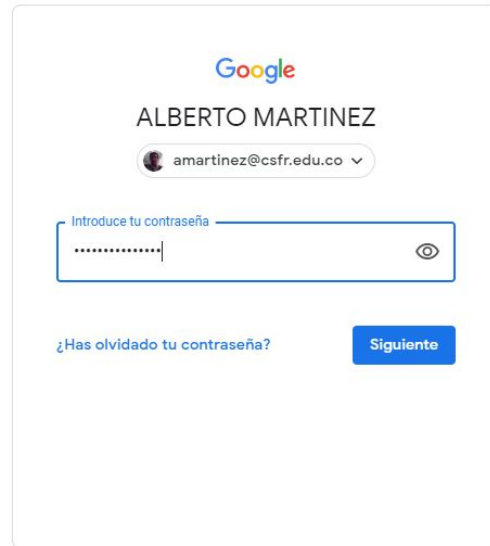 Google
ALBERTO MARTINEZ
amartinez@csfr.edu.co
Introduce tu contraseña
•••••••••••••••
¿Has olvidado tu contraseña?
Siguiente